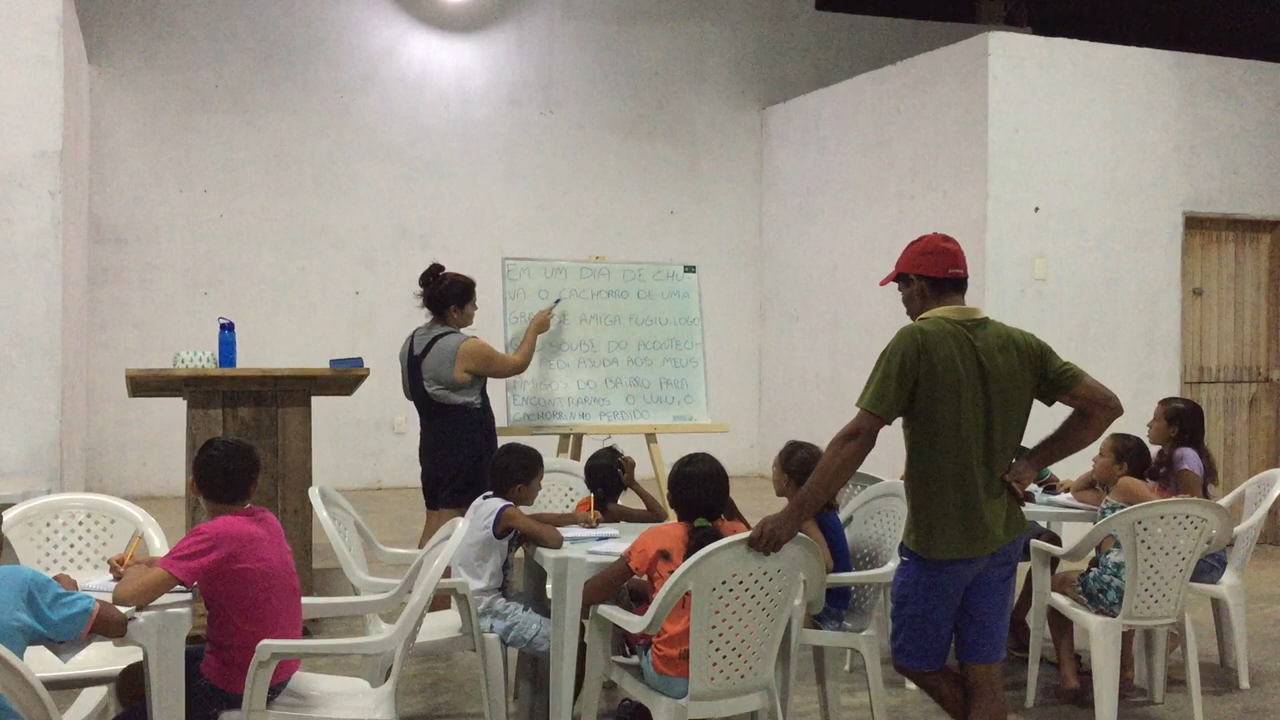 EM UM DIA DE CHU-
VA O CACHORRO DE UMA
AMIGA FUGIU. LOGO
SOUBE DO ACONTECI-
AJUDA AOS MEUS
AMIGOS DO BAIRRO PARA
ENCONTRARMOS O LULU, O
CACHORRINHO PERDIDO